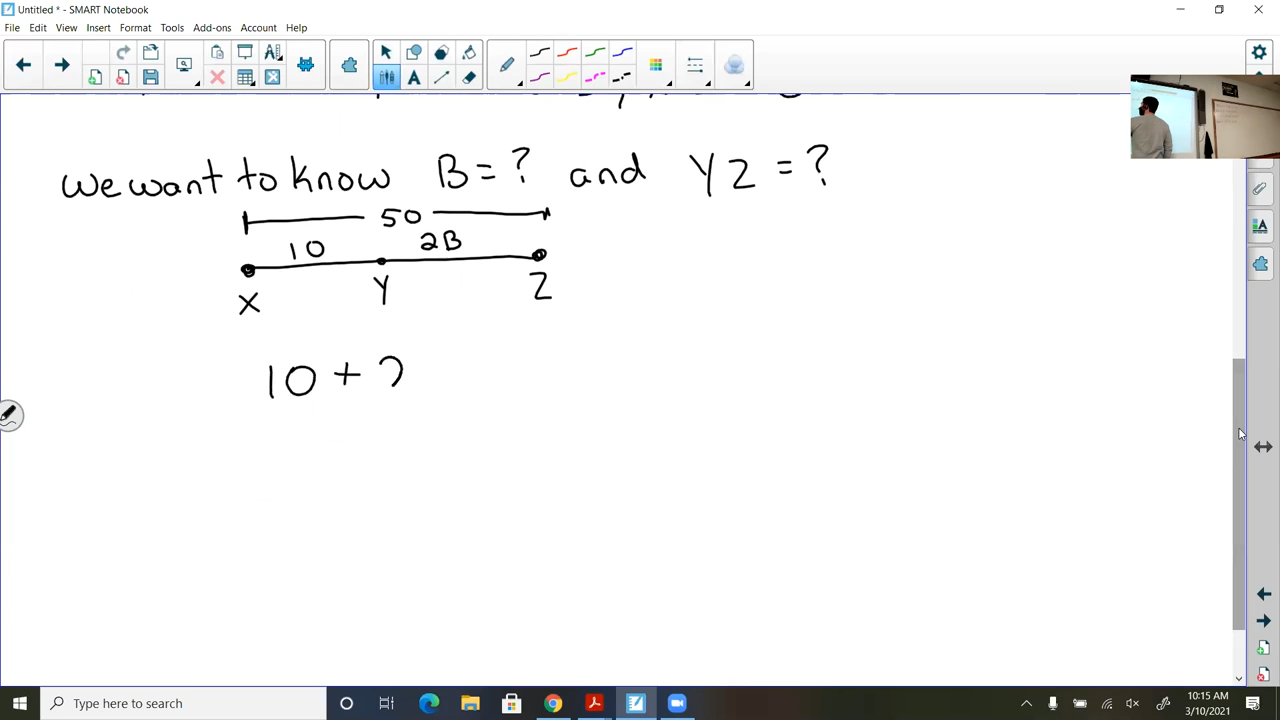 Untitled * - SMART Notebook
File Edit View Insert Format Tools Add-ons Account Help
we want to know B = ? and YZ = ?
50
10 2B
X Y Z
10 + 2
Type here to search
10:15 AM
3/10/2021